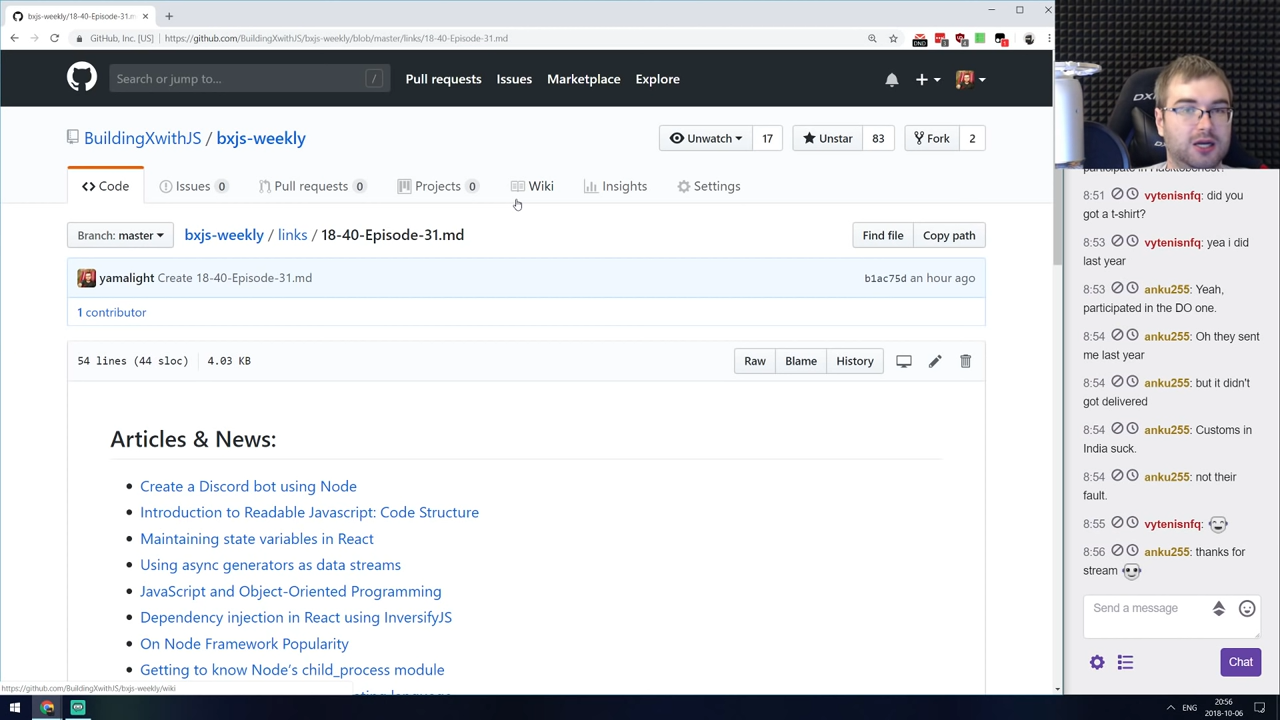 bxjs-weekly/18-40-Episode-31.md
GitHub, Inc. [US] https://github.com/BuildingXwithJS/bxjs-weekly/blob/master/links/18-40-Episode-31.md
DND
Search or jump to... /
Pull requests Issues Marketplace Explore
BuildingXwithJS / bxjs-weekly
Unwatch 17 Unstar 83 Fork 2
Code Issues 0 Pull requests 0 Projects 0 Wiki Insights Settings
Branch: master bxjs-weekly / links / 18-40-Episode-31.md Find file Copy path
yamalight Create 18-40-Episode-31.md b1ac75d an hour ago
1 contributor
54 lines (44 sloc) 4.03 KB Raw Blame History
Articles & News:
Create a Discord bot using Node
Introduction to Readable Javascript: Code Structure
Maintaining state variables in React
Using async generators as data streams
JavaScript and Object-Oriented Programming
Dependency injection in React using InversifyJS
On Node Framework Popularity
Getting to know Node's child_process module
https://github.com/BuildingXwithJS/bxjs-weekly/wiki
DX
8:51 vytenisnfq: did you
got a t-shirt?
8:53 vytenisnfq: yea i did
last year
8:53 anku255: Yeah,
participated in the DO one.
8:54 anku255: Oh they sent
me last year
8:54 anku255: but it didn't
got delivered
8:54 anku255: Customs in
India suck.
8:54 anku255: not their
fault.
8:55 vytenisnfq:
8:56 anku255: thanks for
stream
Send a message
Chat
ENG
20:56
2018-10-06